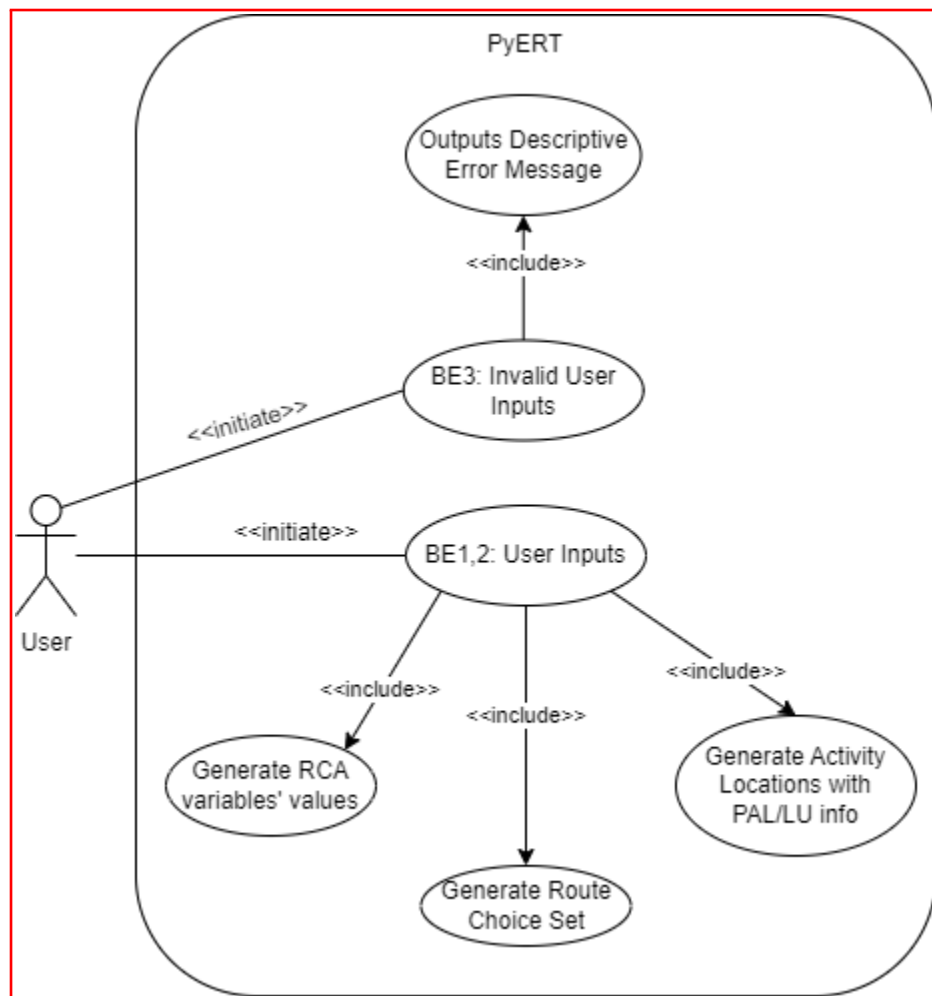 PyERT
Outputs Descriptive
Error Message
<<include>>
BE3: Invalid User
Inputs
<<initiate>>
<<initiate>>
BE1,2: User Inputs
User
<<include>>
<<include>>
<<include>>
Generate RCA
variables' values
Generate Activity
Locations with
PAL/LU info
Generate Route
Choice Set